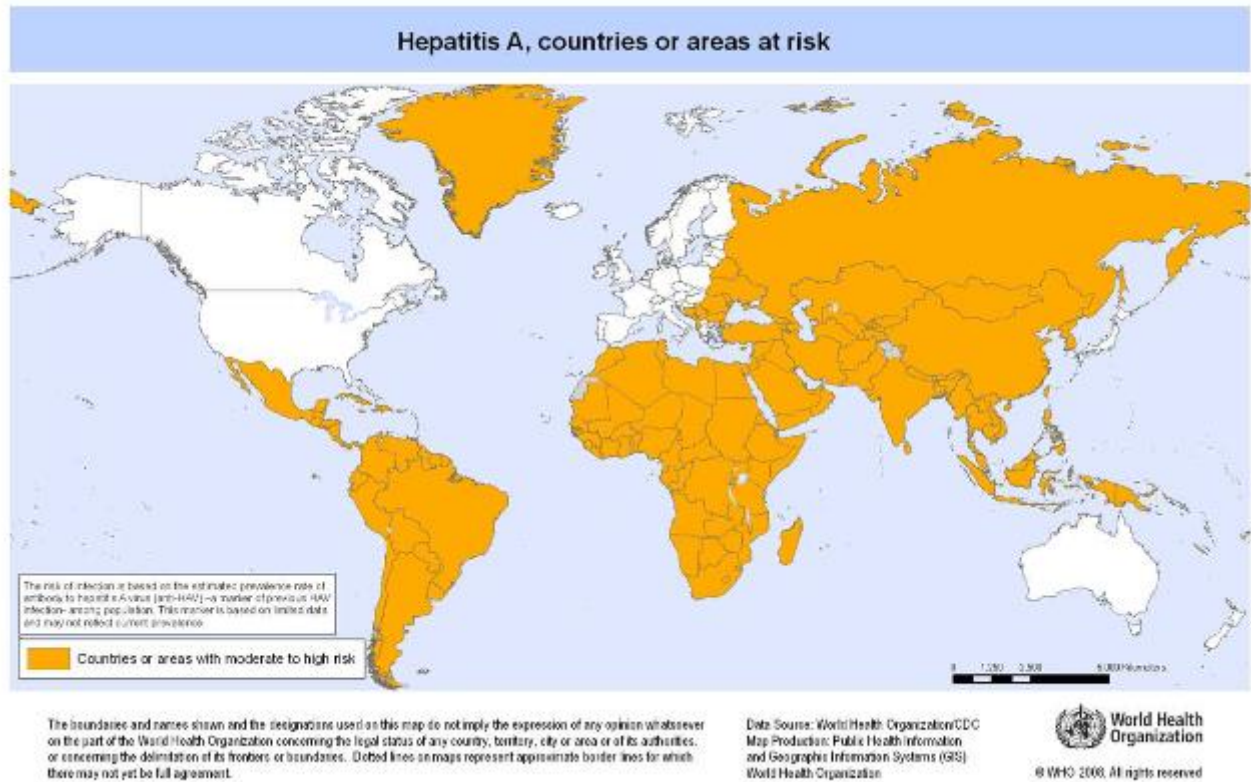 Hepatitis A, countries or areas at risk
The risk of infection is based on the estimated prevalence rate of
antibody to hepatitis A virus (anti-HAV) -a marker of previous HAV
infection- among population. This marker is based on limited data
and may not reflect current prevalence
Countries or areas with moderate to high risk
0 1,250 2,500 5,000 Kilometers
The boundaries and names shown and the designations used on this map do not imply the expression of any opinion whatsoever
on the part of the World Health Organization concerning the legal status of any country, territory, city or area or of its authorities,
or concerning the delimitation of its frontiers or boundaries. Dotted lines on maps represent approximate border lines for which
there may not yet be full agreement.
Data Source: World Health Organization/CDC
Map Production: Public Health Information
and Geographic Information Systems (GIS)
World Health Organization
World Health
Organization
© WHO 2008. All rights reserved